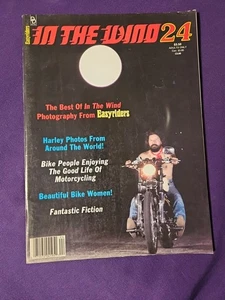 Easyriders
IN THE WIND 24
The Best Of In The Wind
Photography From Easyriders
Harley Photos From
Around The World!
Bike People Enjoying
The Good Life Of
Motorcycling
Beautiful Bike Women!
Fantastic Fiction